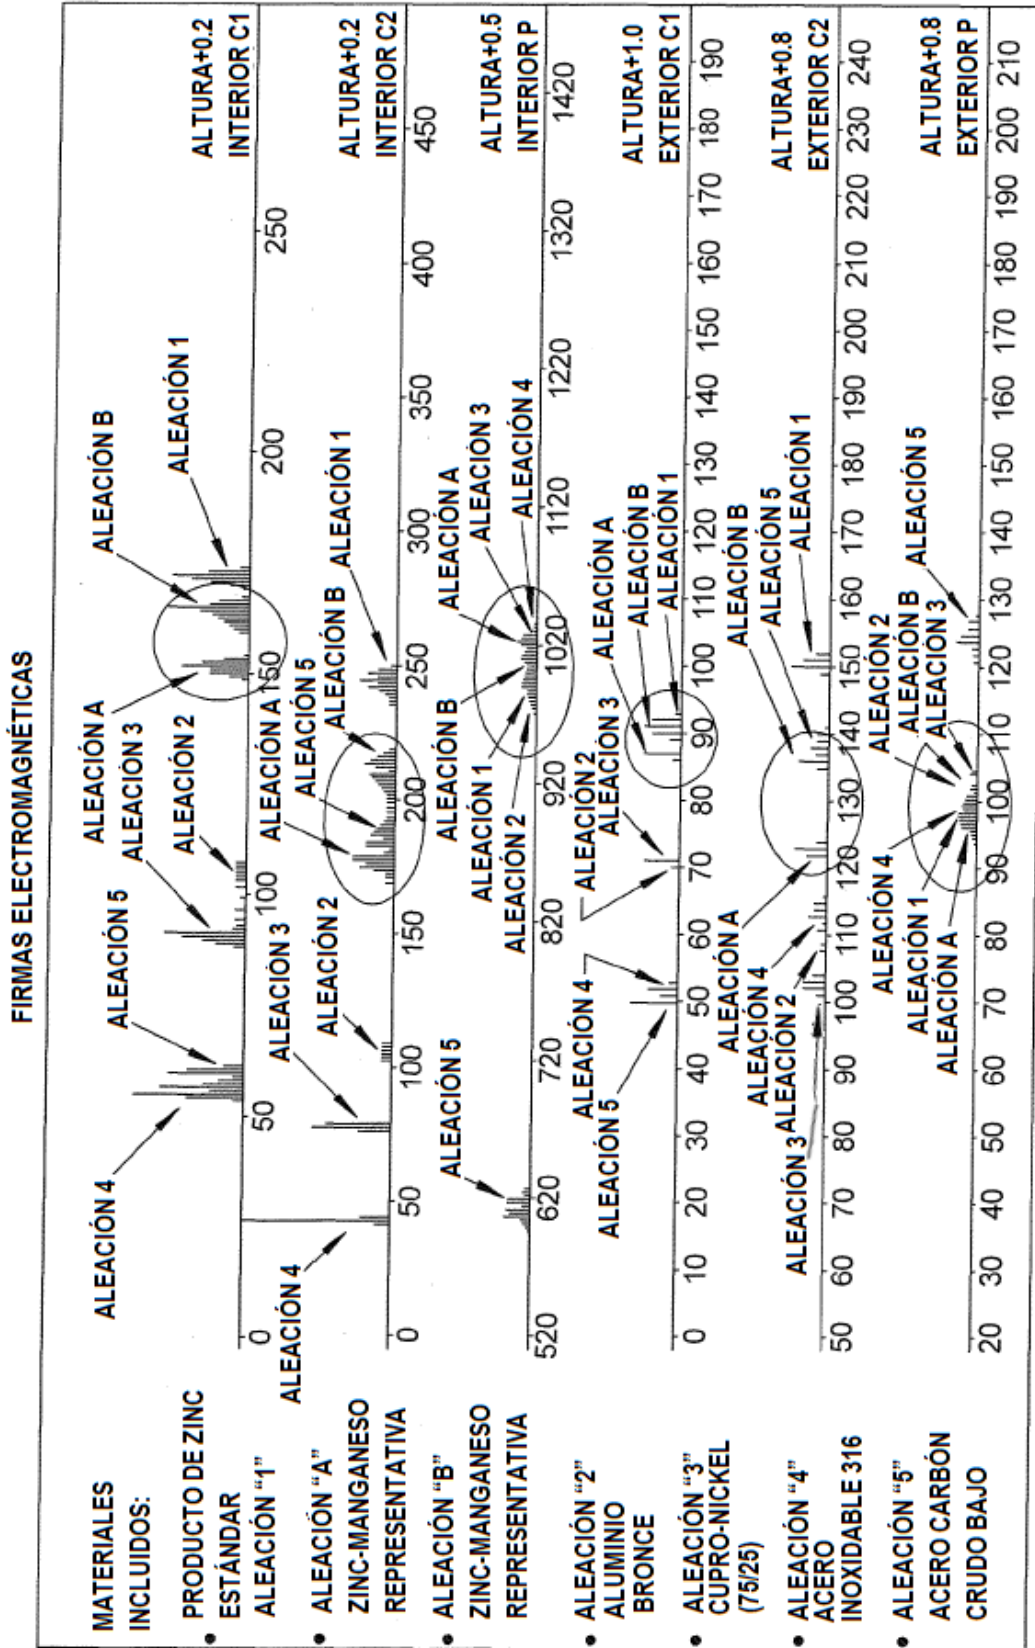 FIRMAS ELECTROMAGNÉTICAS
MATERIALES
INCLUIDOS:
• PRODUCTO DE ZINC
ESTÁNDAR
ALEACIÓN “1”
• ALEACIÓN “A”
ZINC-MANGANESO
REPRESENTATIVA
• ALEACIÓN “B”
ZINC-MANGANESO
REPRESENTATIVA
• ALEACIÓN “2”
ALUMINIO
BRONCE
• ALEACIÓN “3”
CUPRO-NICKEL
(75/25)
• ALEACIÓN “4”
ACERO
INOXIDABLE 316
• ALEACIÓN “5”
ACERO CARBÓN
CRUDO BAJO
ALEACIÓN 4
ALEACIÓN 5
ALEACIÓN 3
ALEACIÓN 2
ALEACIÓN A
ALEACIÓN B
ALEACIÓN 1
ALTURA+0.2
INTERIOR C1
0 50 100 150 200 250
ALEACIÓN 4
ALEACIÓN 3
ALEACIÓN 2
ALEACIÓN A
ALEACIÓN 5
ALEACIÓN B
ALEACIÓN 1
ALTURA+0.2
INTERIOR C2
0 50 100 150 200 250 300 350 400 450
ALEACIÓN 5
ALEACIÓN 2
ALEACIÓN 1
ALEACIÓN B
ALEACIÓN A
ALEACIÓN 3
ALEACIÓN 4
ALTURA+0.5
INTERIOR P
520 620 720 820 920 1020 1120 1220 1320 1420
ALEACIÓN 5
ALEACIÓN 4
ALEACIÓN 2
ALEACIÓN 3
ALEACIÓN A
ALEACIÓN B
ALEACIÓN 1
ALTURA+1.0
EXTERIOR C1
0 10 20 30 40 50 60 70 80 90 100 110 120 130 140 150 160 170 180 190
ALEACIÓN 3
ALEACIÓN 2
ALEACIÓN 4
ALEACIÓN A
ALEACIÓN B
ALEACIÓN 5
ALEACIÓN 1
ALTURA+0.8
EXTERIOR C2
50 60 70 80 90 100 110 120 130 140 150 160 170 180 190 200 210 220 230 240
ALEACIÓN A
ALEACIÓN 1
ALEACIÓN 4
ALEACIÓN 2
ALEACIÓN B
ALEACIÓN 3
ALEACIÓN 5
ALTURA+0.8
EXTERIOR P
20 30 40 50 60 70 80 90 100 110 120 130 140 150 160 170 180 190 200 210